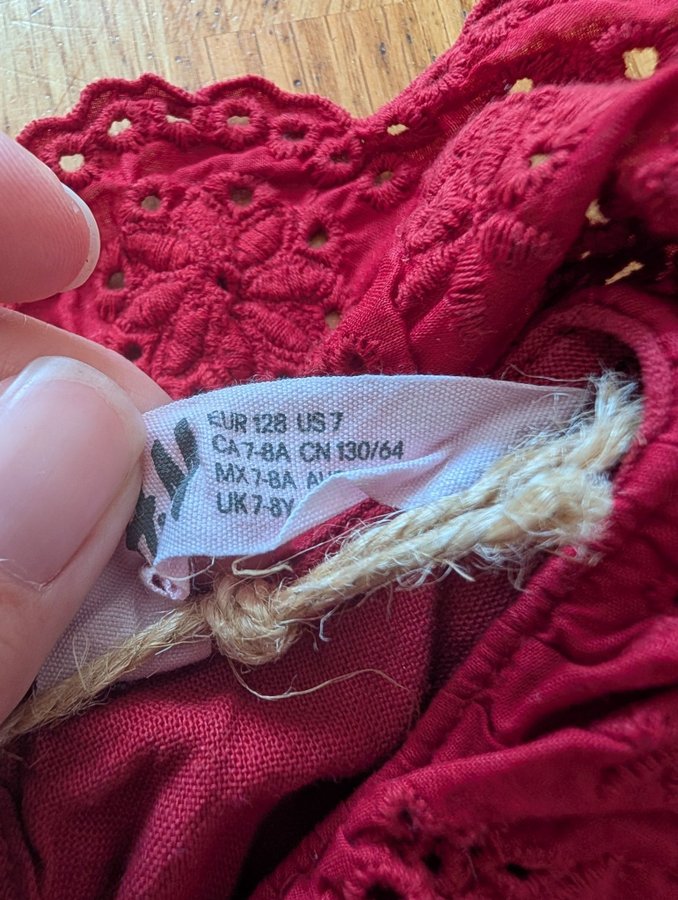 EUR 128 US 7
CA 7-8A CN 130/64
MX 7-8A
UK 7-8Y